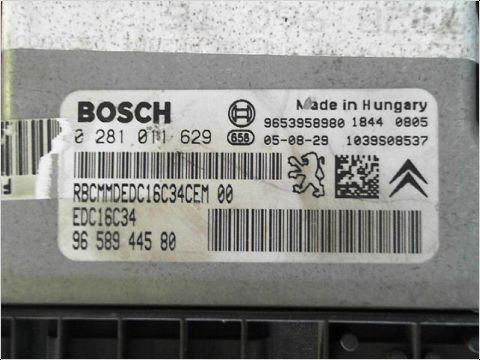 BOSCH
Made in Hungary
9653958980 1844 0805
0 281 011 629
658
05-08-29 1039S08537
RBCMMDEDC16C34CEM 00
EDC16C34
96 589 445 80